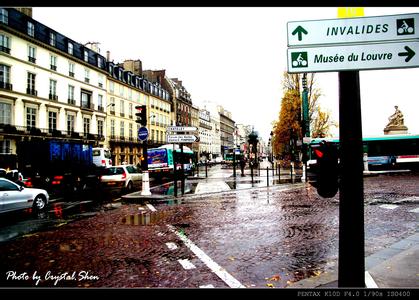 INVALIDES
Musée du Louvre
Photo by Crystal.Shen
PENTAX K10D F4.0 1/90s ISO400